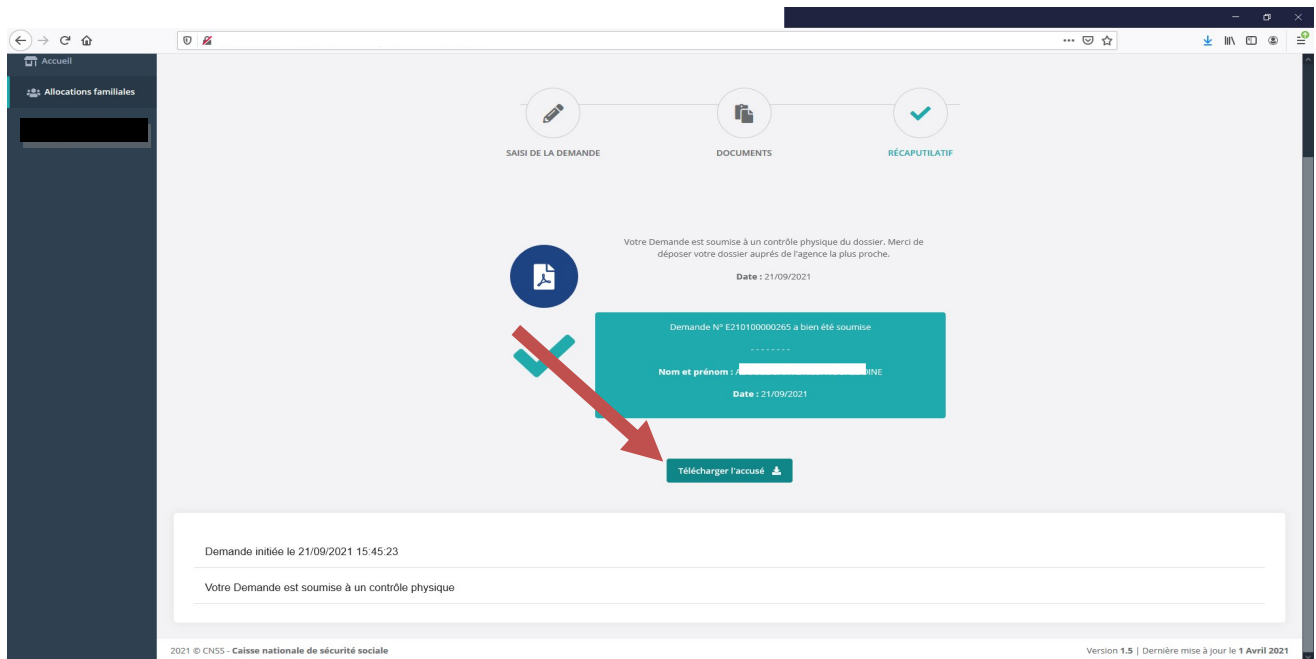 Accueil
Allocations familiales
SAISI DE LA DEMANDE
DOCUMENTS
RÉCAPUTILATIF
Votre Demande est soumise à un contrôle physique du dossier. Merci de
déposer votre dossier auprés de l'agence la plus proche.
Date : 21/09/2021
Demande N° E210100000265 a bien été soumise
--------
Nom et prénom :
Date : 21/09/2021
Télécharger l'accusé
Demande initiée le 21/09/2021 15:45:23
Votre Demande est soumise à un contrôle physique
2021 © CNSS - Caisse nationale de sécurité sociale
Version 1.5 | Dernière mise à jour le 1 Avril 2021